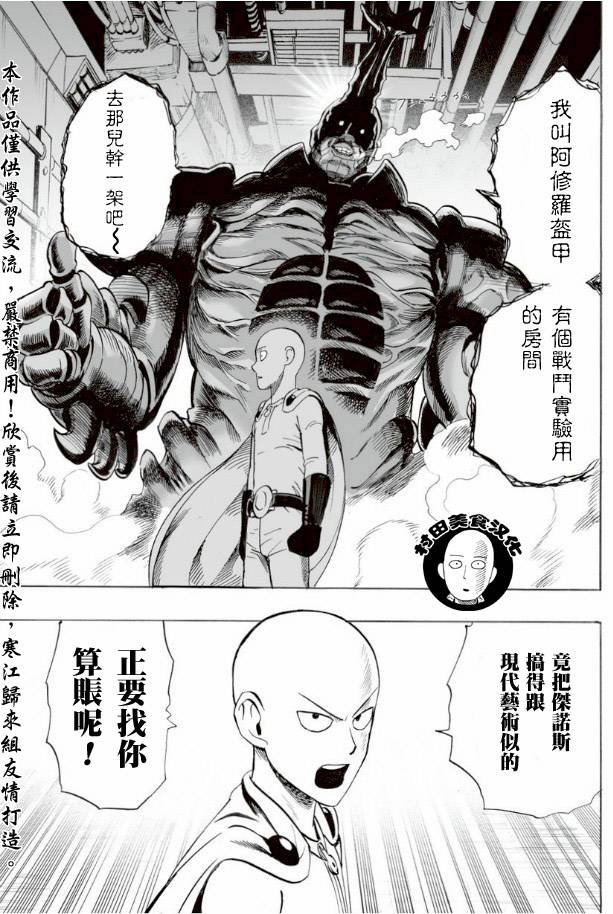 我叫阿修羅盔甲
有個戰鬥實驗用
的房間
去那兒幹一架吧～
村田美食汉化
竟把傑諾斯
搞得跟
現代藝術似的
正要找你
算賬呢！
本作品僅供學習交流，嚴禁商用！欣賞後請立即刪除，寒江歸來組友情打造。